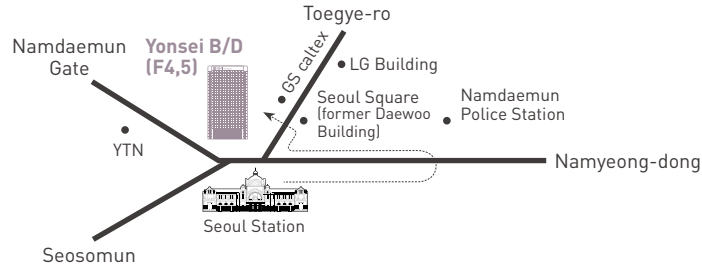 Toegye-ro
Namdaemun
Gate
Yonsei B/D
(F4,5)
GS caltex
LG Building
Seoul Square
(former Daewoo
Building)
Namdaemun
Police Station
YTN
Namyeong-dong
Seoul Station
Seosomun